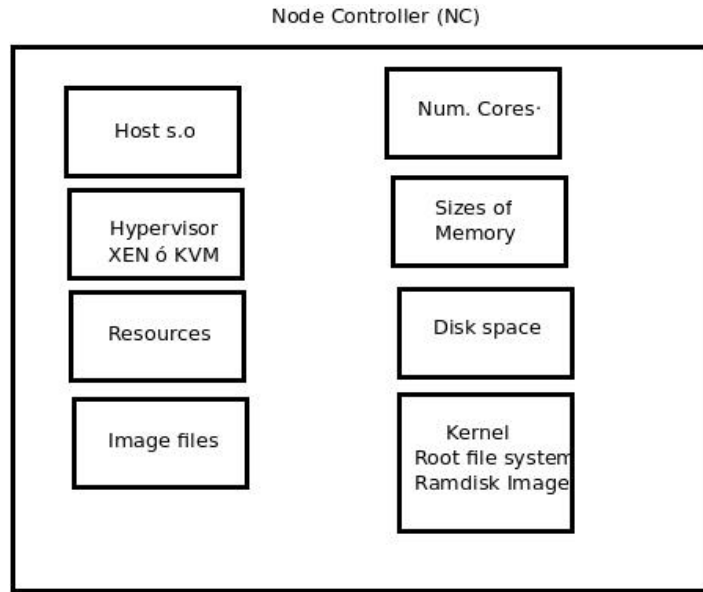 Node Controller (NC)
Host s.o
Hypervisor
XEN ó KVM
Resources
Image files
Num. Cores·
Sizes of
Memory
Disk space
Kernel
Root file system
Ramdisk Image